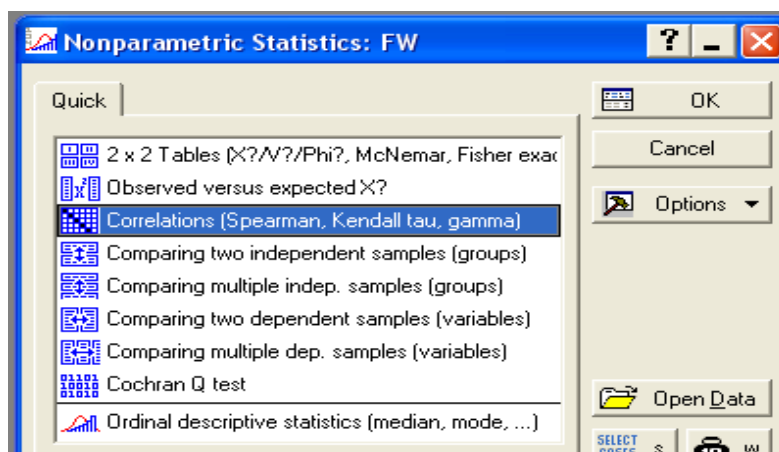 Nonparametric Statistics: FW
Quick
2 x 2 Tables (X?/V?/Phi?, McNemar, Fisher exac
Observed versus expected X?
Correlations (Spearman, Kendall tau, gamma)
Comparing two independent samples (groups)
Comparing multiple indep. samples (groups)
Comparing two dependent samples (variables)
Comparing multiple dep. samples (variables)
Cochran Q test
Ordinal descriptive statistics (median, mode, ...)
OK
Cancel
Options
Open Data
SELECT